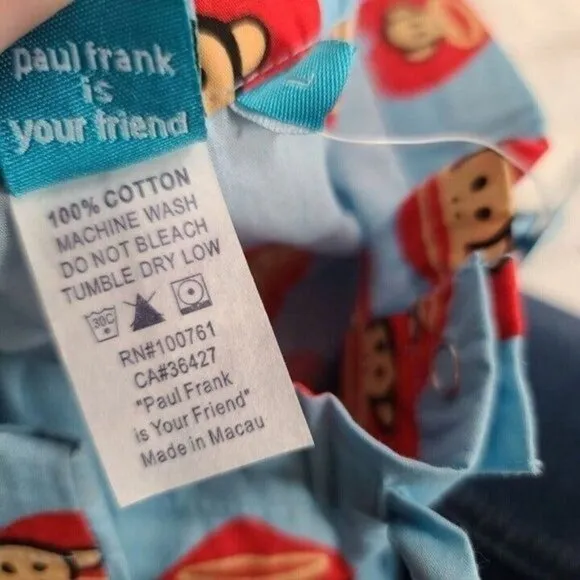 paul frank
is
your friend
L
100% COTTON
MACHINE WASH
DO NOT BLEACH
TUMBLE DRY LOW
30C
RN#100761
CA#36427
"Paul Frank
is Your Friend"
Made in Macau